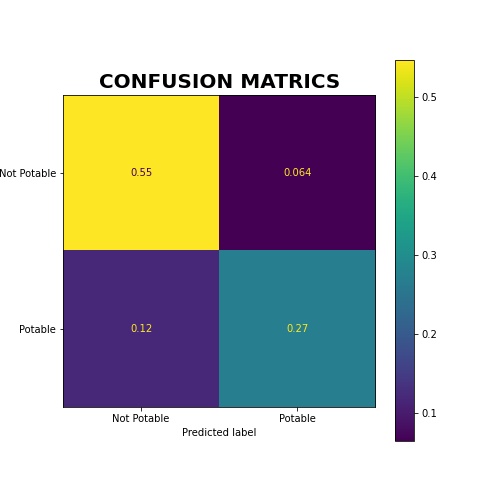 CONFUSION MATRICS
Not Potable
0.55
0.064
Potable
0.12
0.27
Not Potable
Potable
Predicted label
0.5
0.4
0.3
0.2
0.1